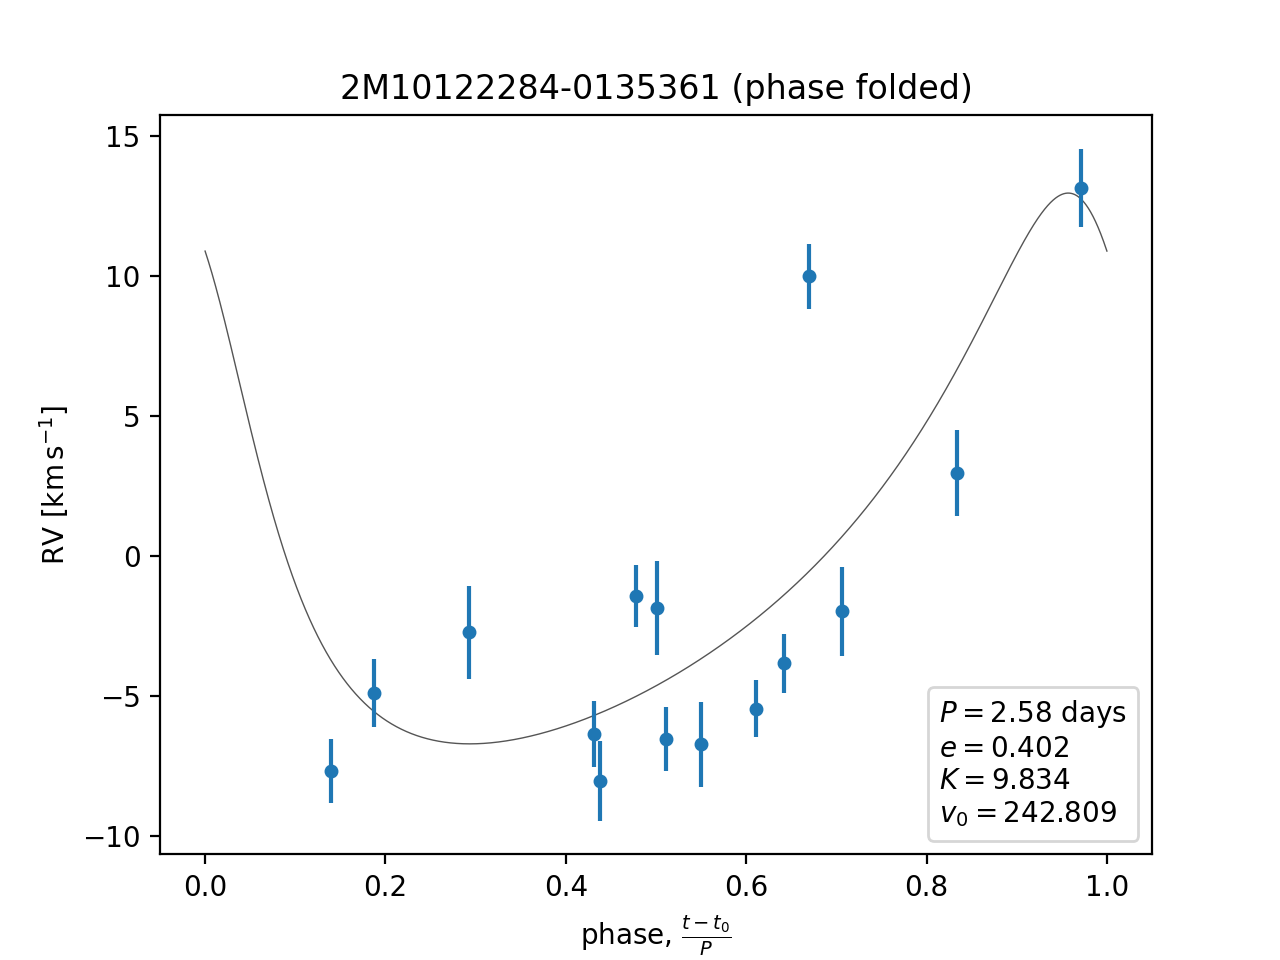 2M10122284-0135361 (phase folded)
15
10
5
0
−5
−10
RV [km s⁻¹]
0.0 0.2 0.4 0.6 0.8 1.0
phase, (t − t₀)/P
P = 2.58 days
e = 0.402
K = 9.834
v₀ = 242.809